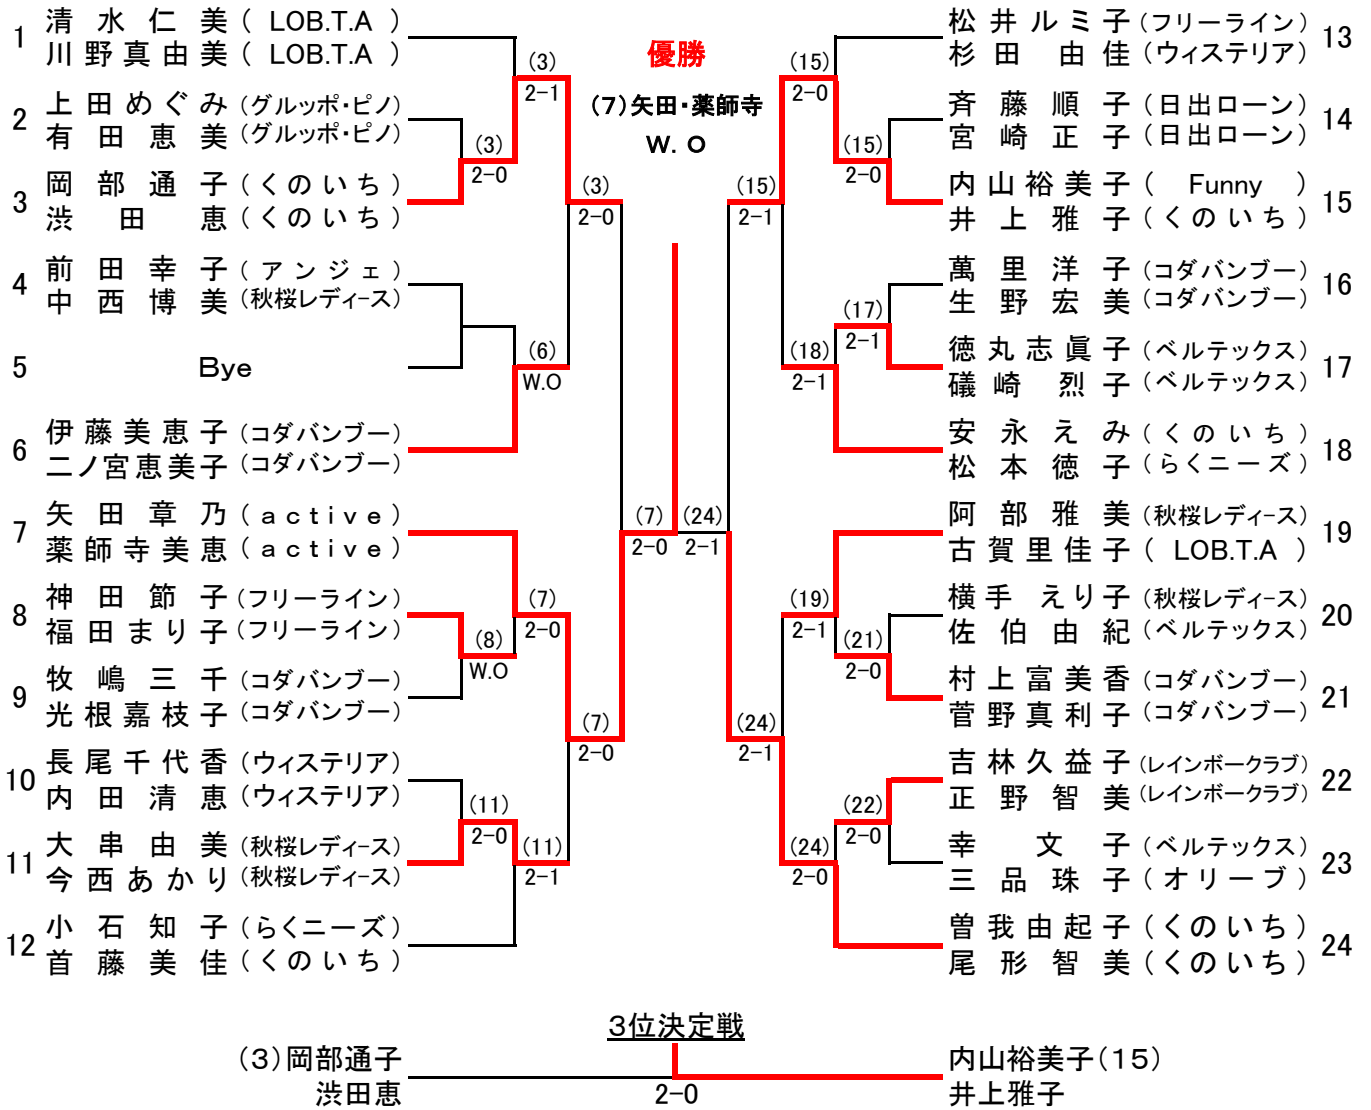 1 清水仁美(LOB.T.A)
川野真由美(LOB.T.A)
2 上田めぐみ(グルッポ・ピノ)
有田恵美(グルッポ・ピノ)
3 岡部通子(くのいち)
渋田恵(くのいち)
4 前田幸子(アンジェ)
中西博美(秋桜レディース)
5 Bye
6 伊藤美恵子(コダバンブー)
二ノ宮恵美子(コダバンブー)
7 矢田章乃(active)
薬師寺美恵(active)
8 神田節子(フリーライン)
福田まり子(フリーライン)
9 牧嶋三千(コダバンブー)
光根嘉枝子(コダバンブー)
10 長尾千代香(ウィステリア)
内田清恵(ウィステリア)
11 大串由美(秋桜レディース)
今西あかり(秋桜レディース)
12 小石知子(らくニーズ)
首藤美佳(くのいち)
(3)
2-1
(3)
2-0
(3)
2-0
(6)
W.O
(7)
2-0
(7)
2-0
(8)
W.O
(7)
2-0
(11)
2-0
(11)
2-1
優勝
(7)矢田・薬師寺
W.O
(15)
2-0
(15)
2-0
(15)
2-1
(17)
2-1
(18)
2-1
(24)
2-1
(19)
2-1
(21)
2-0
(24)
2-1
(22)
2-0
(24)
2-0
松井ルミ子(フリーライン) 13
杉田由佳(ウィステリア)
斉藤順子(日出ローン) 14
宮崎正子(日出ローン)
内山裕美子(Funny) 15
井上雅子(くのいち)
萬里洋子(コダバンブー) 16
生野宏美(コダバンブー)
徳丸志眞子(ベルテックス) 17
礒崎烈子(ベルテックス)
安永えみ(くのいち) 18
松本徳子(らくニーズ)
阿部雅美(秋桜レディース) 19
古賀里佳子(LOB.T.A)
横手えり子(秋桜レディース) 20
佐伯由紀(ベルテックス)
村上富美香(コダバンブー) 21
菅野真利子(コダバンブー)
吉林久益子(レインボークラブ) 22
正野智美(レインボークラブ)
幸文子(ベルテックス) 23
三品珠子(オリーブ)
曽我由起子(くのいち) 24
尾形智美(くのいち)
3位決定戦
(3)岡部通子
渋田恵
2-0
内山裕美子(15)
井上雅子